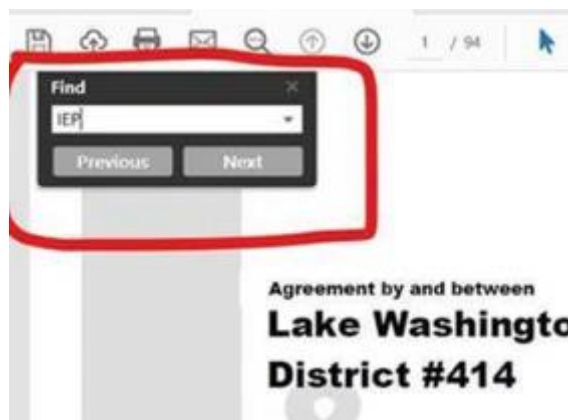 1 / 94
Find
IEP
Previous Next
Agreement by and between
Lake Washingto
District #414